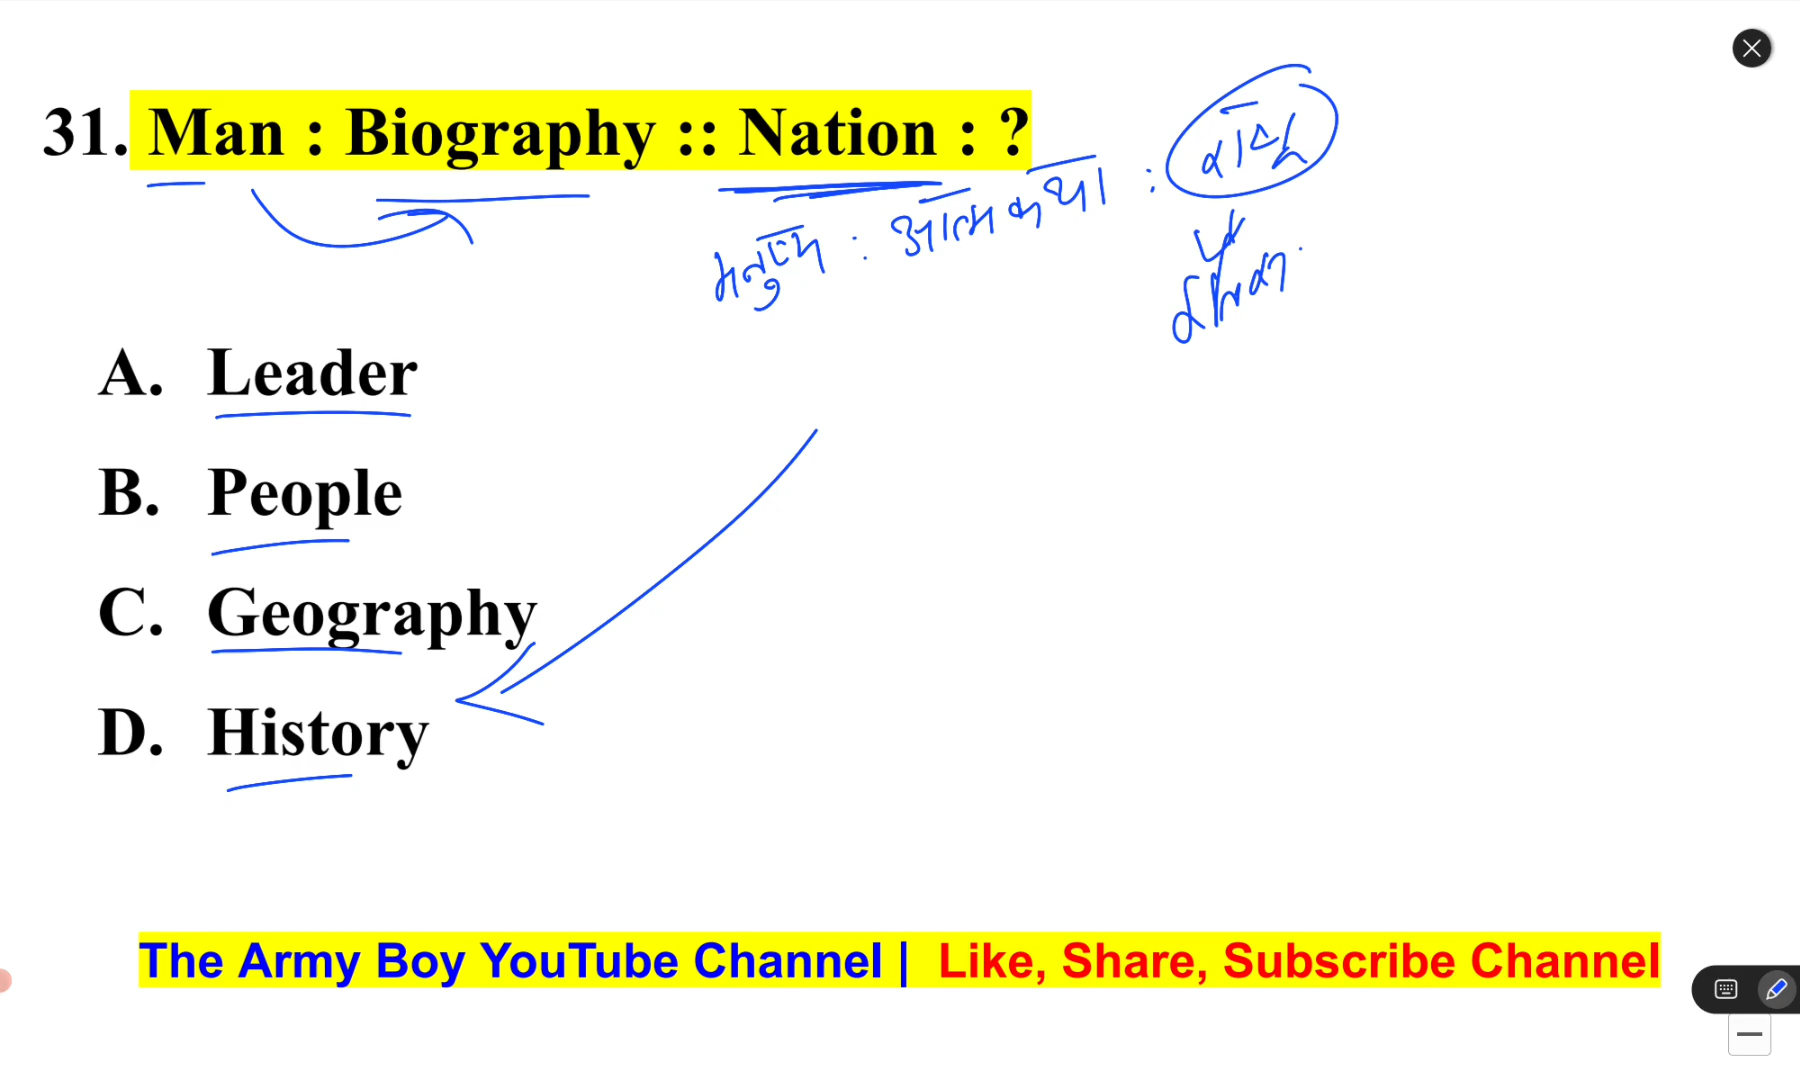 31. Man : Biography :: Nation : ?
मनुष्य : आत्मकथा : राष्ट्र
A. Leader
B. People
C. Geography
D. History
The Army Boy YouTube Channel | Like, Share, Subscribe Channel